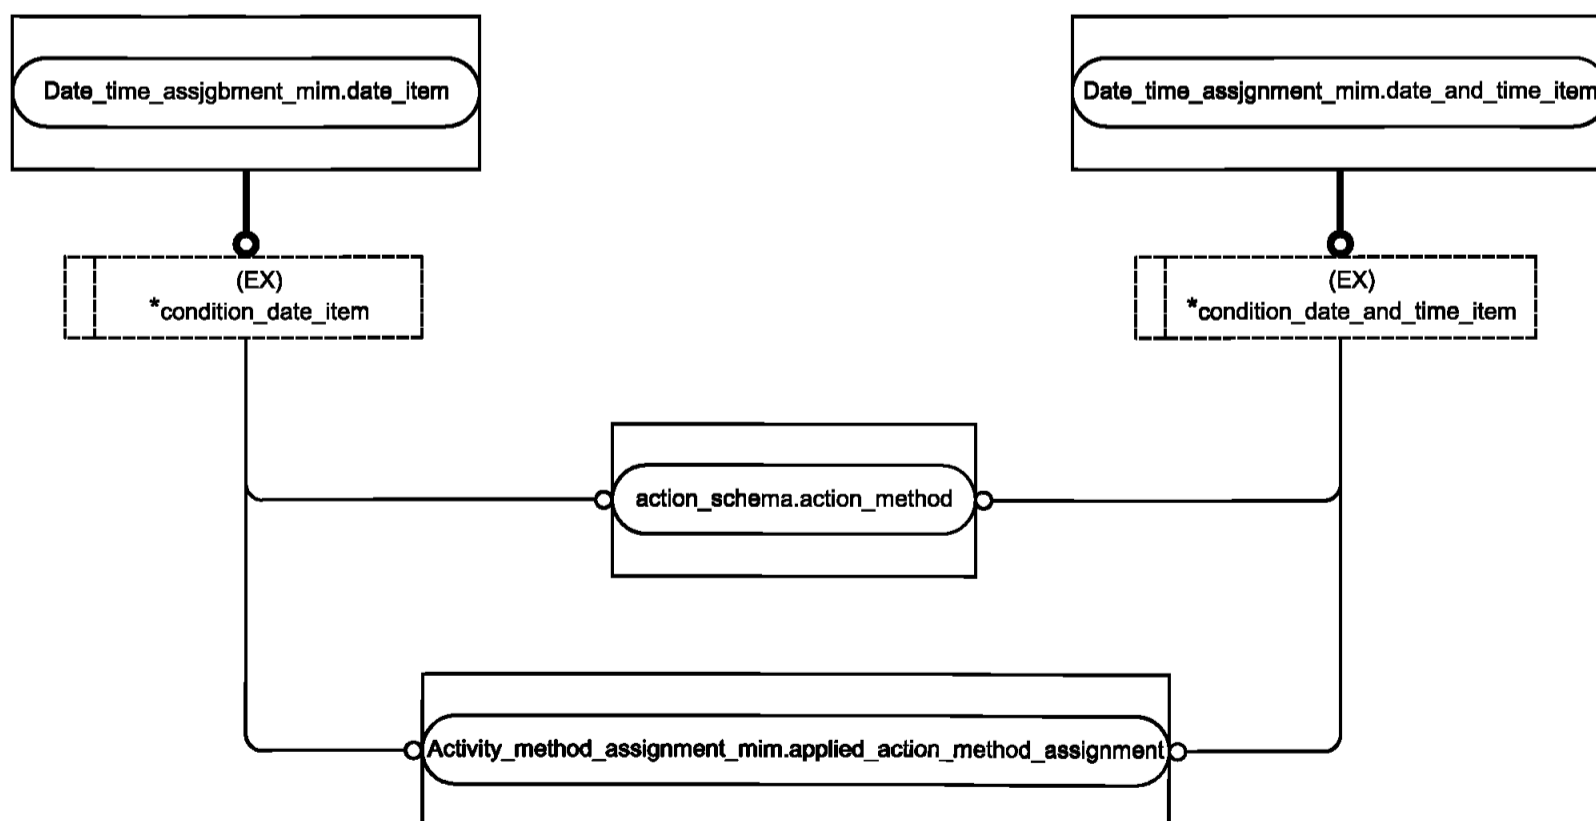 Date_time_assjgbment_mim.date_item
Date_time_assjgnment_mim.date_and_time_item
(EX)
*condition_date_item
(EX)
*condition_date_and_time_item
action_schema.action_method
Activity_method_assignment_mim.applied_action_method_assignment